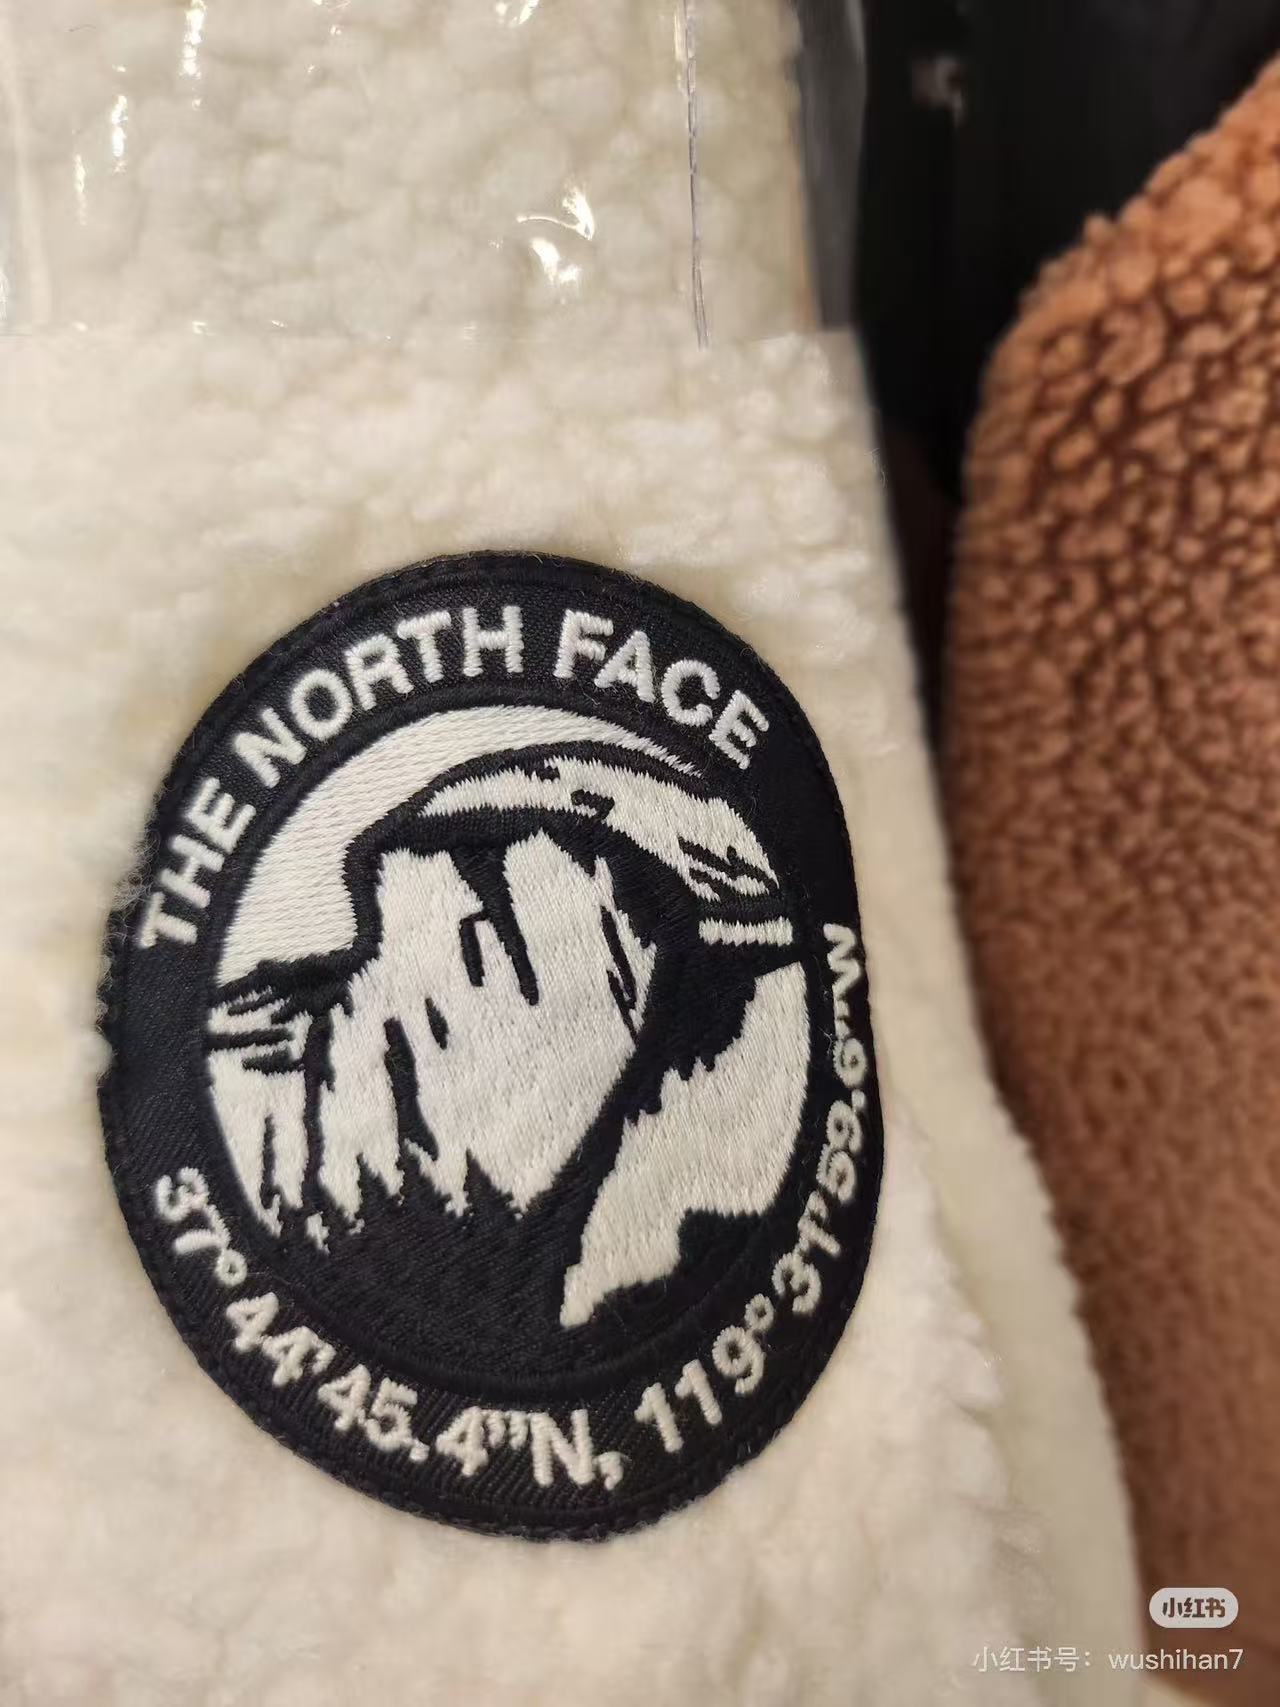 THE NORTH FACE
37° 44' 45.4”N, 119° 31' 59.6”W
小红书
小红书号：wushihan7